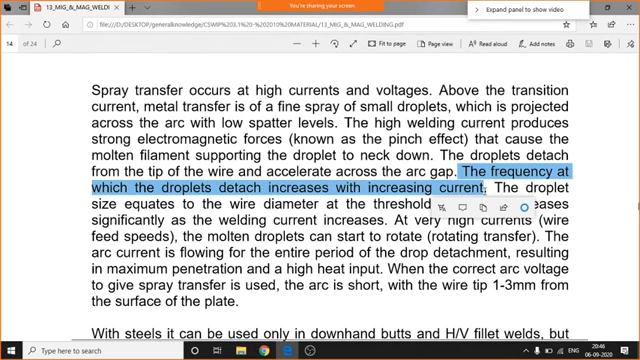 13_MIG_&_MAG_WELDING.pdf
You're sharing your screen
Expand panel to show video
file:///D:/DESKTOP/generalknowledge/CSWIP%203.1%20-%202010%20MATERIAL/13_MIG_&_MAG_WELDING.pdf
14 of 24
Fit to page
Page view
Read aloud
Add notes
Spray transfer occurs at high currents and voltages. Above the transition
current, metal transfer is of a fine spray of small droplets, which is projected
across the arc with low spatter levels. The high welding current produces
strong electromagnetic forces (known as the pinch effect) that cause the
molten filament supporting the droplet to neck down. The droplets detach
from the tip of the wire and accelerate across the arc gap. The frequency at
which the droplets detach increases with increasing current. The droplet
size equates to the wire diameter at the threshold
significantly as the welding current increases. At very high currents (wire
feed speeds), the molten droplets can start to rotate (rotating transfer). The
arc current is flowing for the entire period of the drop detachment, resulting
in maximum penetration and a high heat input. When the correct arc voltage
to give spray transfer is used, the arc is short, with the wire tip 1-3mm from
the surface of the plate.
With steels it can be used only in downhand butts and H/V fillet welds, but
Type here to search
ENG
20:46
06-09-2020